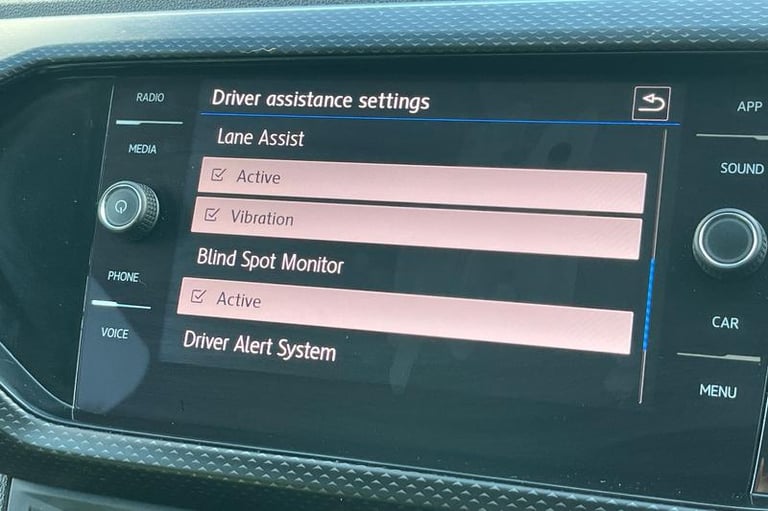 RADIO
MEDIA
PHONE
VOICE
Driver assistance settings
Lane Assist
Active
Vibration
Blind Spot Monitor
Active
Driver Alert System
APP
SOUND
CAR
MENU